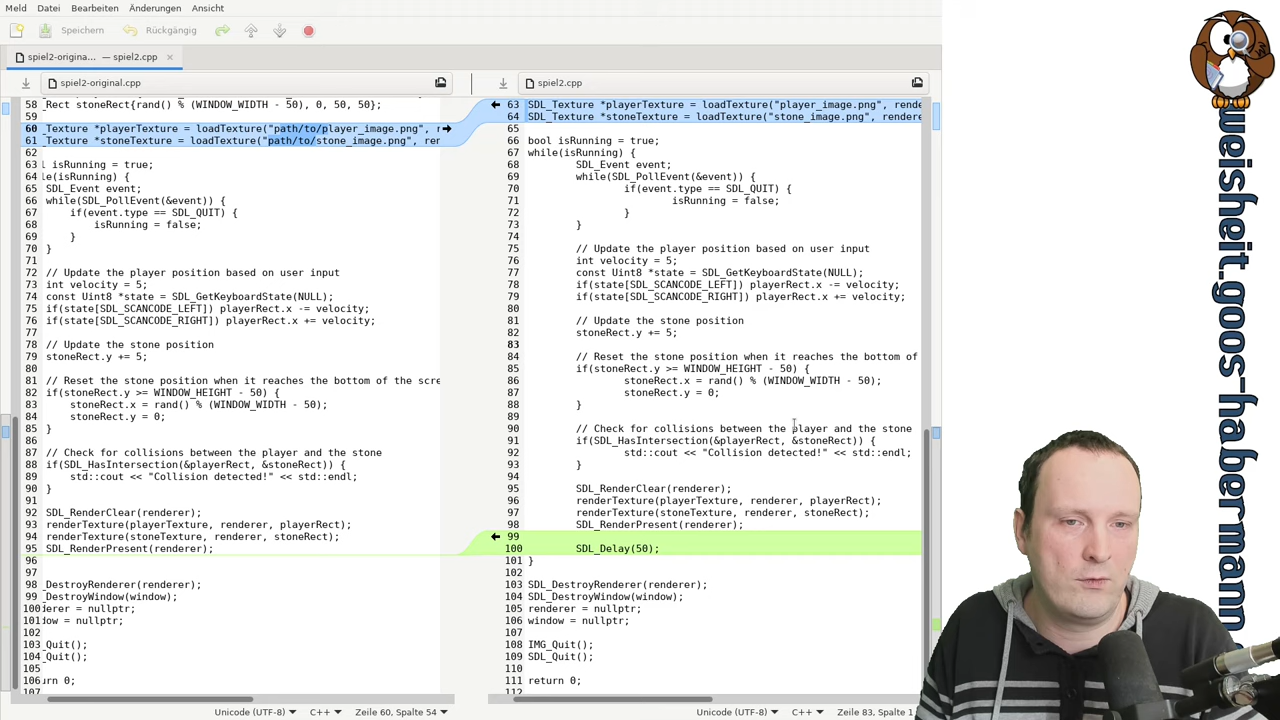 Meld Datei Bearbeiten Änderungen Ansicht
Speichern Rückgängig
spiel2-origina… — spiel2.cpp ×
spiel2-original.cpp
58 _Rect stoneRect{rand() % (WINDOW_WIDTH - 50), 0, 50, 50};
59
60 _Texture *playerTexture = loadTexture("path/to/player_image.png", r
61 _Texture *stoneTexture = loadTexture("path/to/stone_image.png", ren
62
63 l isRunning = true;
64 le(isRunning) {
65 SDL_Event event;
66 while(SDL_PollEvent(&event)) {
67 if(event.type == SDL_QUIT) {
68 isRunning = false;
69 }
70 }
71
72 // Update the player position based on user input
73 int velocity = 5;
74 const Uint8 *state = SDL_GetKeyboardState(NULL);
75 if(state[SDL_SCANCODE_LEFT]) playerRect.x -= velocity;
76 if(state[SDL_SCANCODE_RIGHT]) playerRect.x += velocity;
77
78 // Update the stone position
79 stoneRect.y += 5;
80
81 // Reset the stone position when it reaches the bottom of the scre
82 if(stoneRect.y >= WINDOW_HEIGHT - 50) {
83 stoneRect.x = rand() % (WINDOW_WIDTH - 50);
84 stoneRect.y = 0;
85 }
86
87 // Check for collisions between the player and the stone
88 if(SDL_HasIntersection(&playerRect, &stoneRect)) {
89 std::cout << "Collision detected!" << std::endl;
90 }
91
92 SDL_RenderClear(renderer);
93 renderTexture(playerTexture, renderer, playerRect);
94 renderTexture(stoneTexture, renderer, stoneRect);
95 SDL_RenderPresent(renderer);
96
97
98 _DestroyRenderer(renderer);
99 _DestroyWindow(window);
100 erer = nullptr;
101 ow = nullptr;
102
103 Quit();
104 Quit();
105
106 urn 0;
107
Unicode (UTF-8) C++ Zeile 60, Spalte 54
spiel2.cpp
63 SDL_Texture *playerTexture = loadTexture("player_image.png", rende
64 SDL_Texture *stoneTexture = loadTexture("stone_image.png", rendere
65
66 bool isRunning = true;
67 while(isRunning) {
68 SDL_Event event;
69 while(SDL_PollEvent(&event)) {
70 if(event.type == SDL_QUIT) {
71 isRunning = false;
72 }
73 }
74
75 // Update the player position based on user input
76 int velocity = 5;
77 const Uint8 *state = SDL_GetKeyboardState(NULL);
78 if(state[SDL_SCANCODE_LEFT]) playerRect.x -= velocity;
79 if(state[SDL_SCANCODE_RIGHT]) playerRect.x += velocity;
80
81 // Update the stone position
82 stoneRect.y += 5;
83
84 // Reset the stone position when it reaches the bottom of
85 if(stoneRect.y >= WINDOW_HEIGHT - 50) {
86 stoneRect.x = rand() % (WINDOW_WIDTH - 50);
87 stoneRect.y = 0;
88 }
89
90 // Check for collisions between the player and the stone
91 if(SDL_HasIntersection(&playerRect, &stoneRect)) {
92 std::cout << "Collision detected!" << std::endl;
93 }
94
95 SDL_RenderClear(renderer);
96 renderTexture(playerTexture, renderer, playerRect);
97 renderTexture(stoneTexture, renderer, stoneRect);
98 SDL_RenderPresent(renderer);
99
100 SDL_Delay(50);
101 }
102
103 SDL_DestroyRenderer(renderer);
104 SDL_DestroyWindow(window);
105 renderer = nullptr;
106 window = nullptr;
107
108 IMG_Quit();
109 SDL_Quit();
110
111 return 0;
112
Unicode (UTF-8) C++ Zeile 83, Spalte 1
weisheit.goos-habermann.